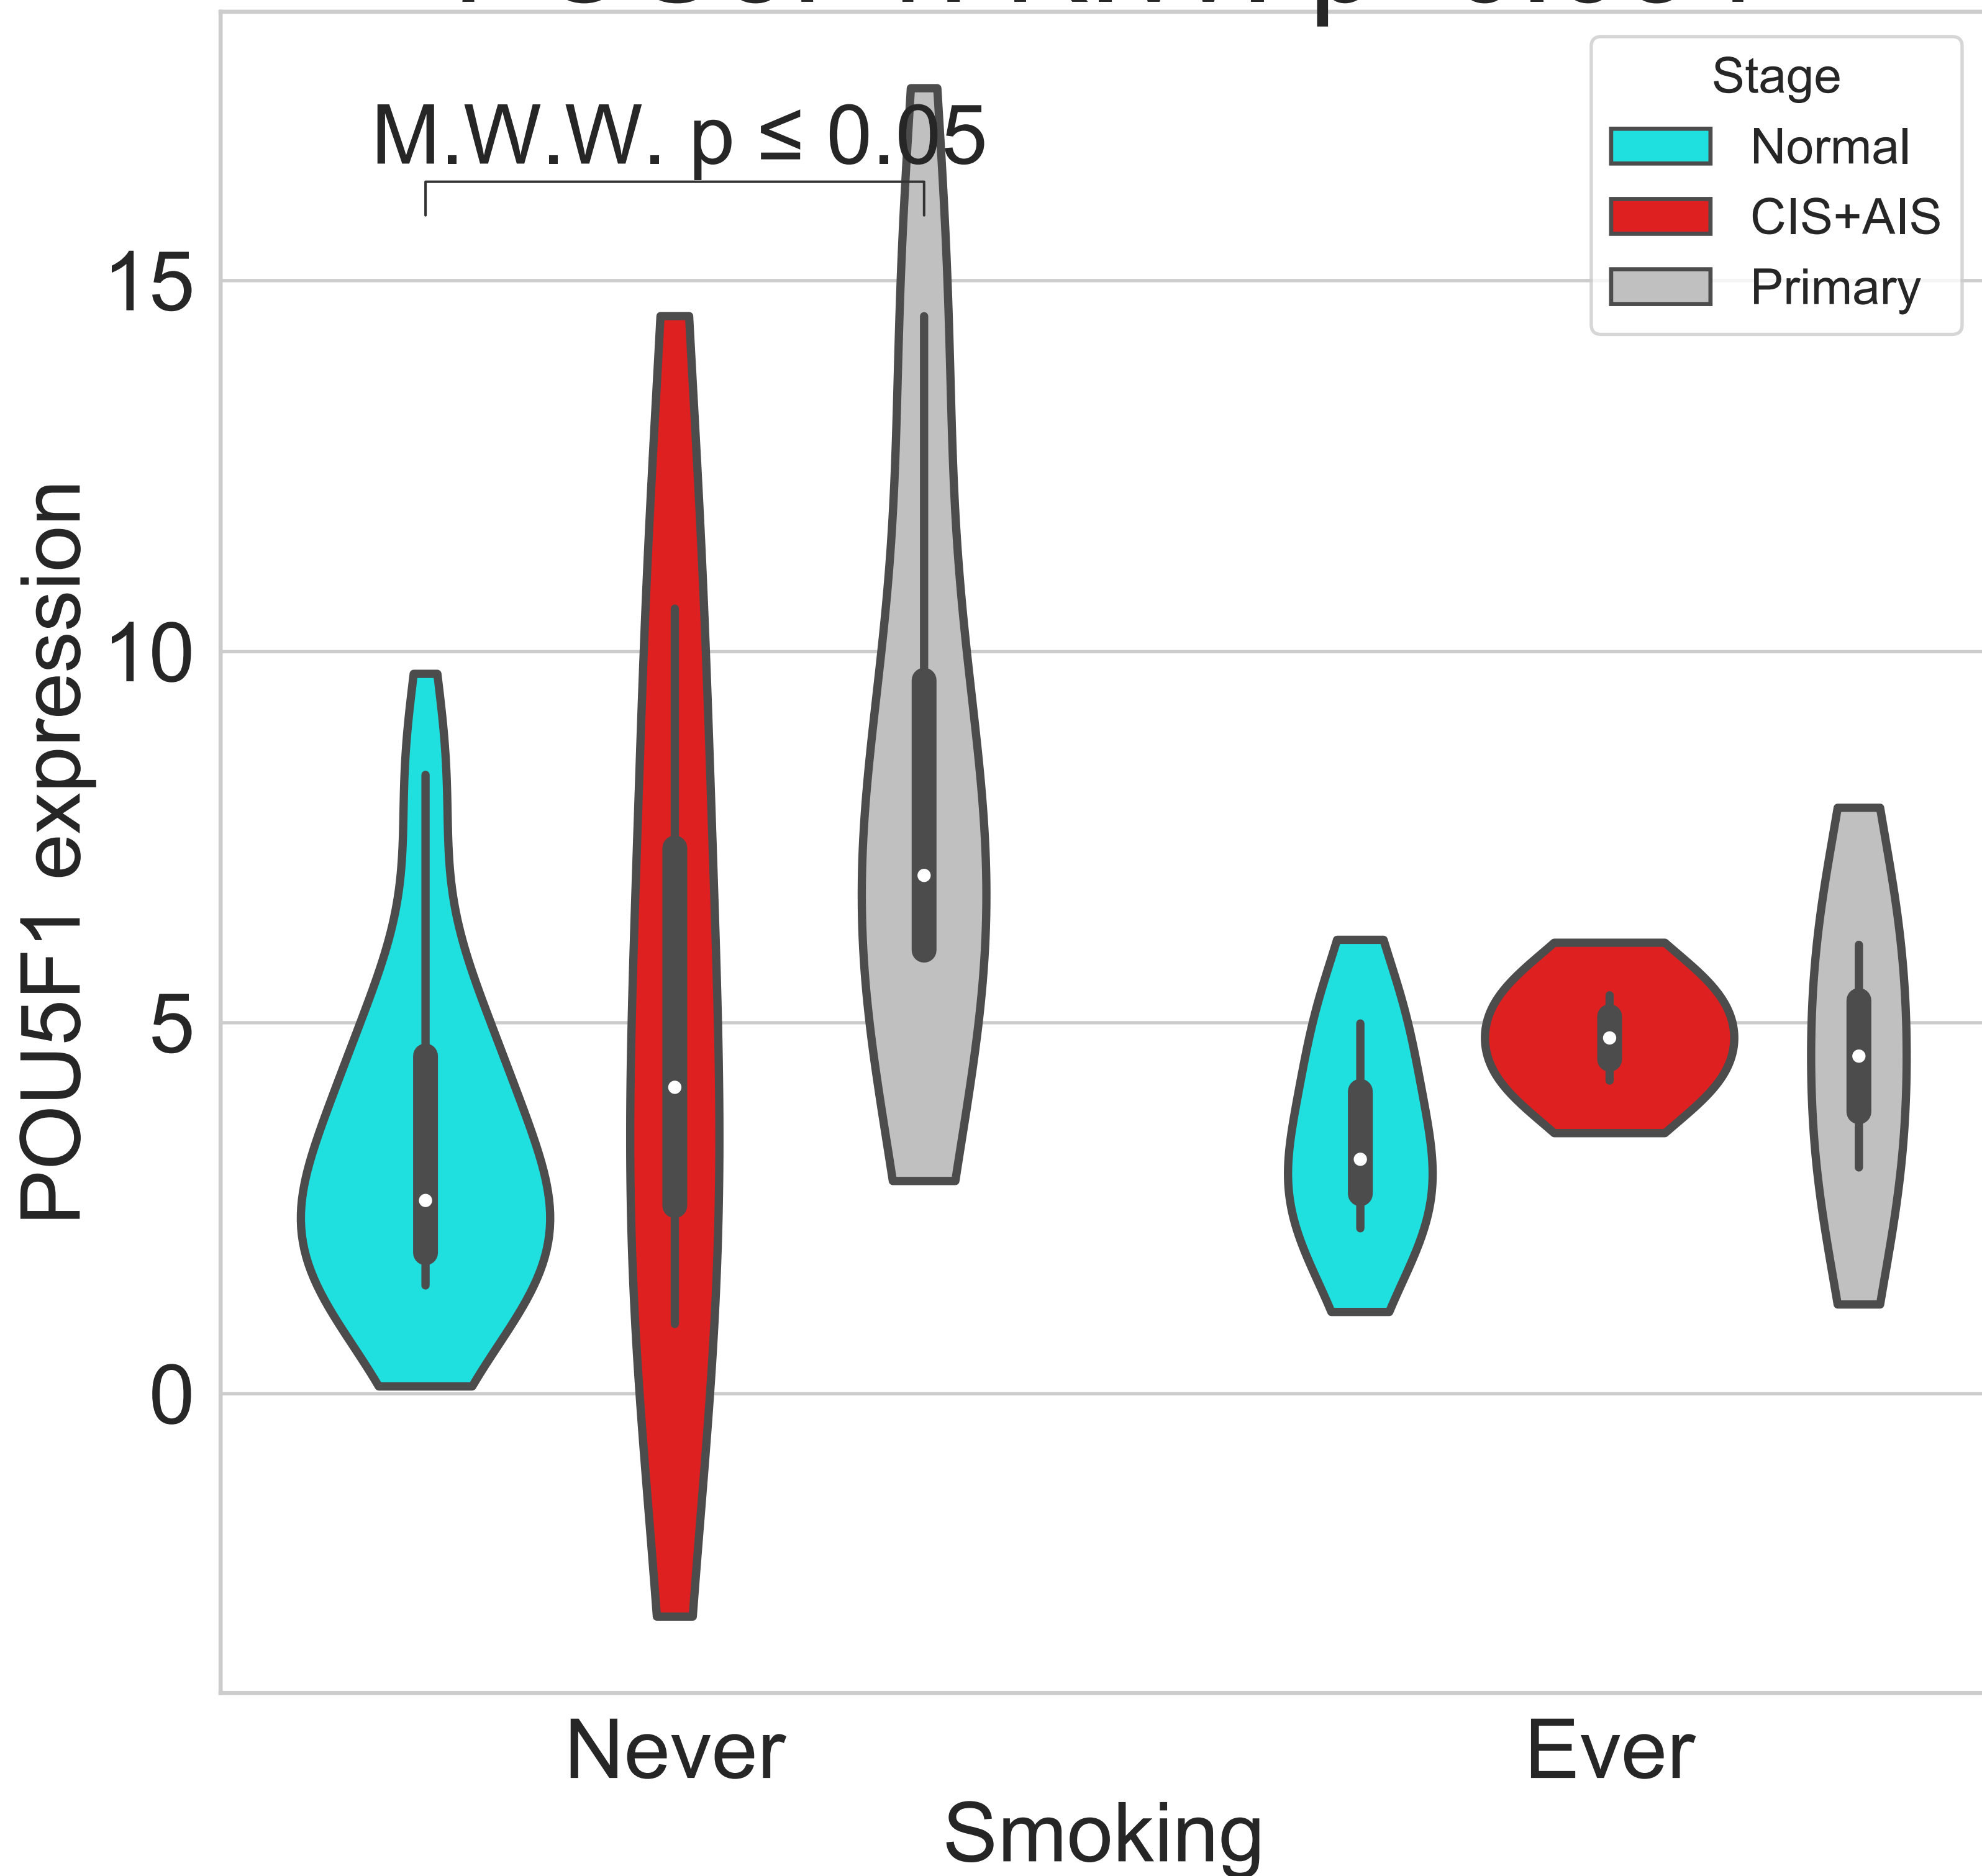 M.W.W. p ≤ 0.05
Stage
Normal
CIS+AIS
Primary
15
10
5
0
POU5F1 expression
Never
Ever
Smoking